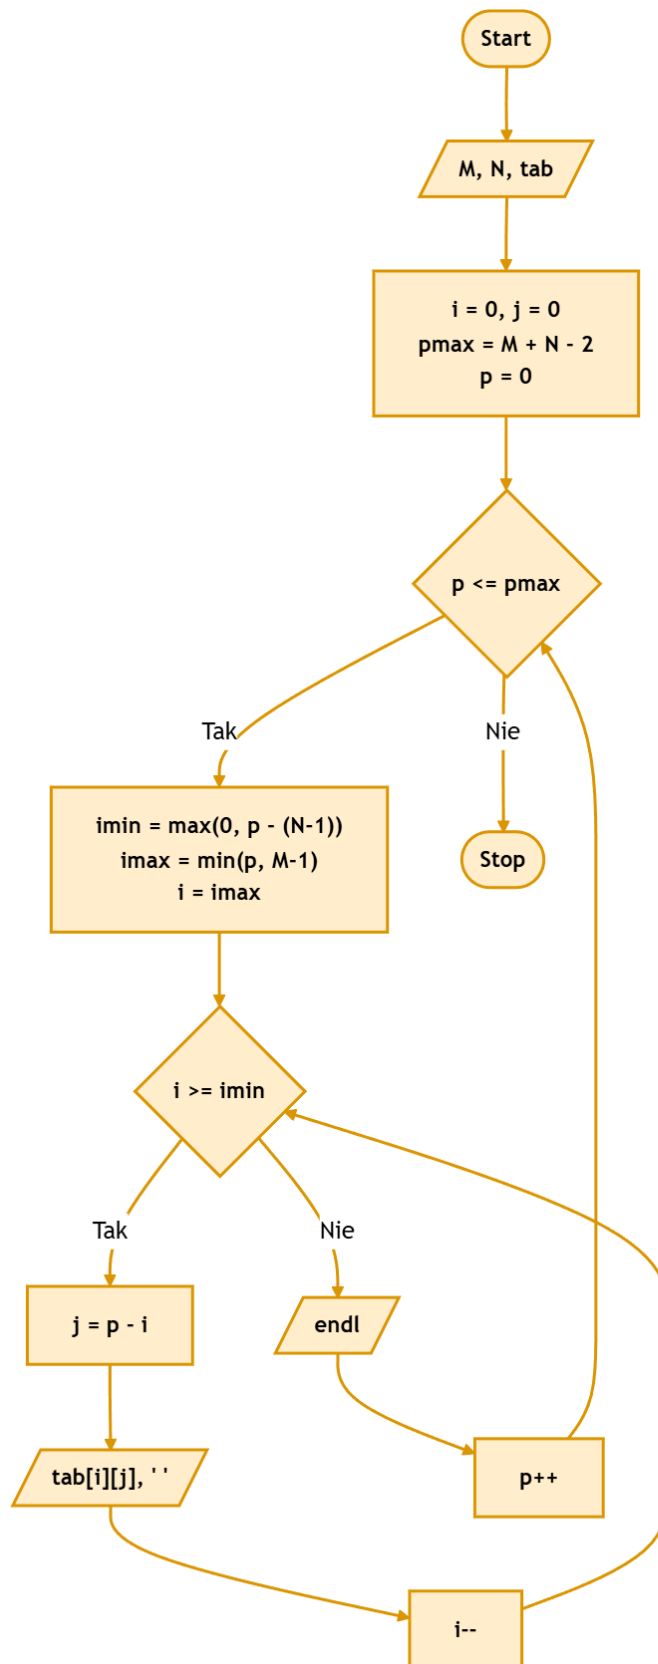 Start
M, N, tab
i = 0, j = 0
pmax = M + N - 2
p = 0
p <= pmax
Tak
Nie
imin = max(0, p - (N-1))
imax = min(p, M-1)
i = imax
Stop
i >= imin
Tak
Nie
j = p - i
endl
tab[i][j], ' '
p++
i--